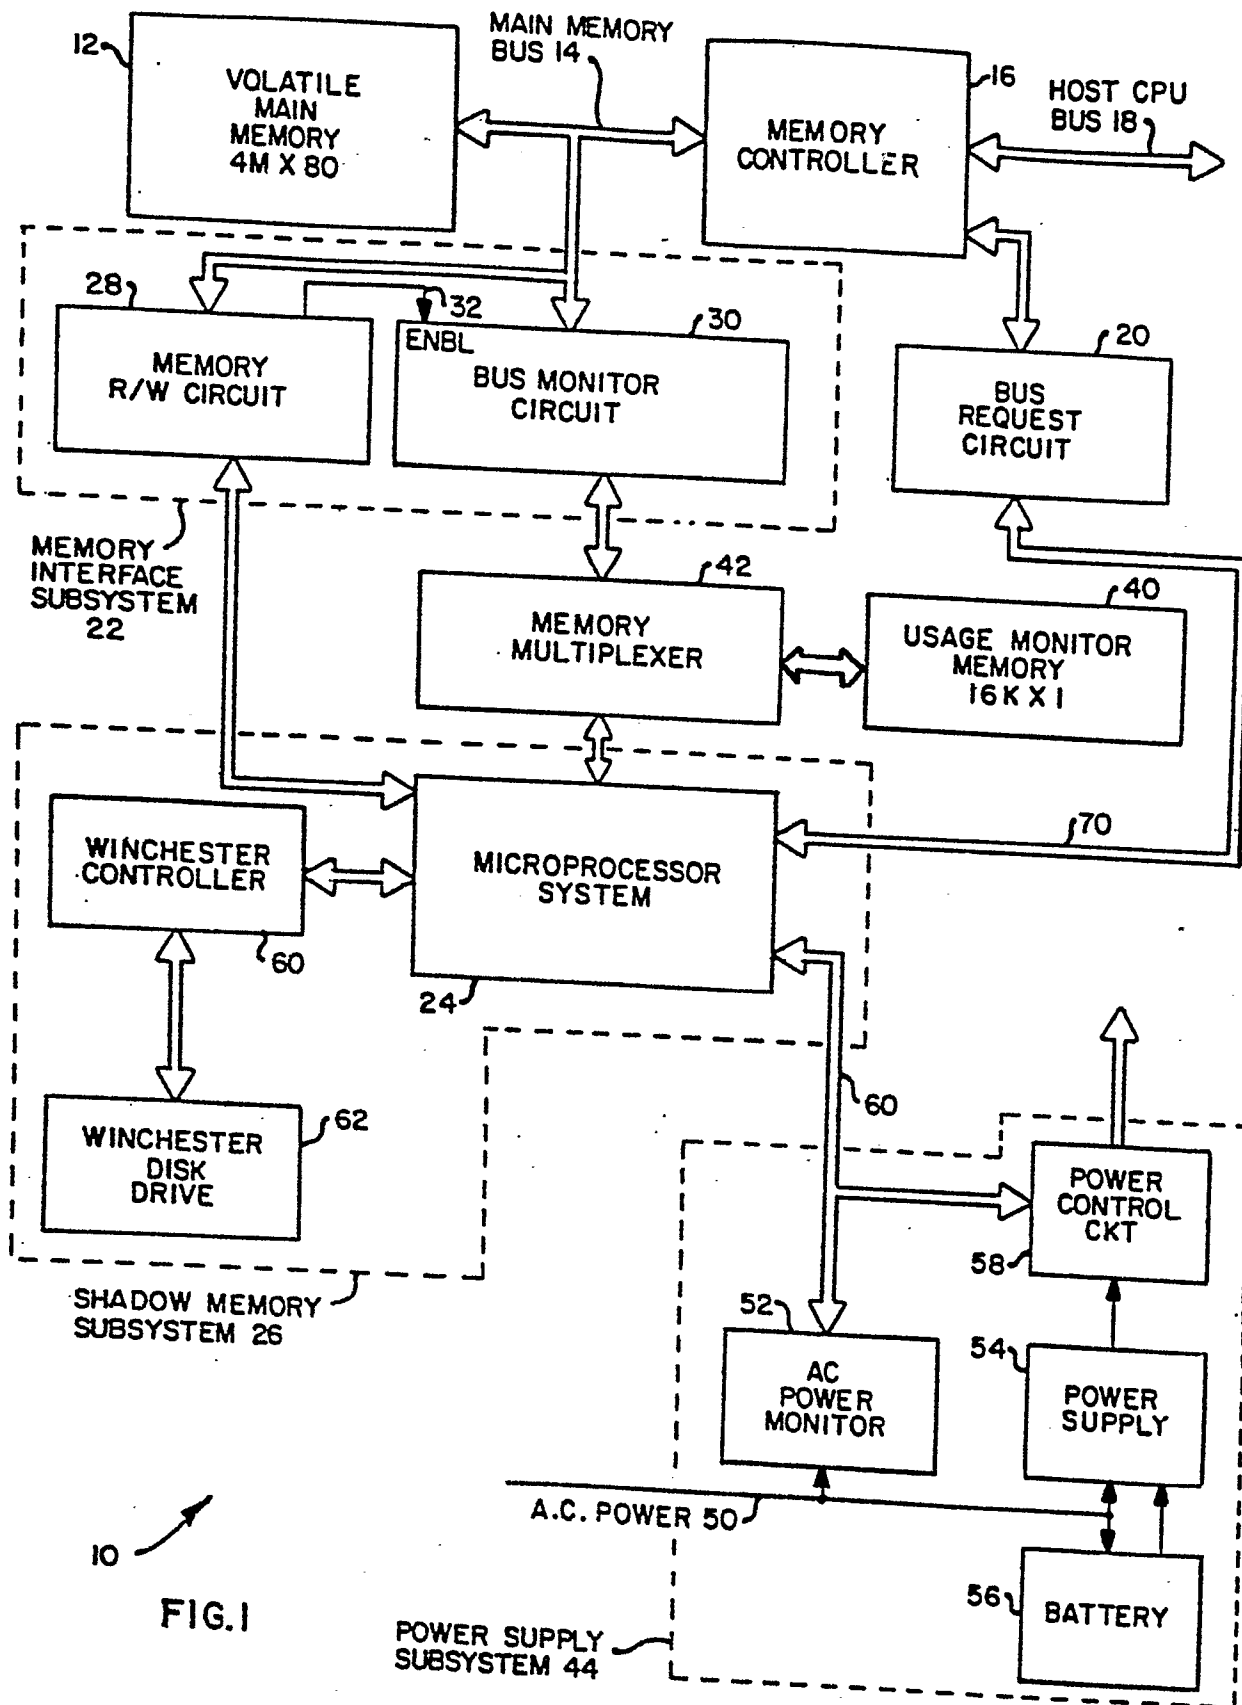 12
VOLATILE
MAIN
MEMORY
4M X 80
MAIN MEMORY
BUS 14
MEMORY
CONTROLLER
16
HOST CPU
BUS 18
28
MEMORY
R/W CIRCUIT
32
ENBL
BUS MONITOR
CIRCUIT
30
20
BUS
REQUEST
CIRCUIT
MEMORY
INTERFACE
SUBSYSTEM
22
42
MEMORY
MULTIPLEXER
40
USAGE MONITOR
MEMORY
16K X 1
WINCHESTER
CONTROLLER
60
MICROPROCESSOR
SYSTEM
24
70
60
WINCHESTER
DISK
DRIVE
62
SHADOW MEMORY
SUBSYSTEM 26
POWER
CONTROL
CKT
58
52
AC
POWER
MONITOR
54
POWER
SUPPLY
A.C. POWER 50
56
BATTERY
10
FIG.1
POWER SUPPLY
SUBSYSTEM 44